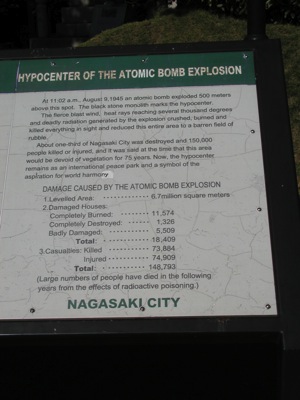 HYPOCENTER OF THE ATOMIC BOMB EXPLOSION
At 11:02 a.m., August 9, 1945 an atomic bomb exploded 500 meters
above this spot. The black stone monolith marks the hypocenter.
The fierce blast wind, heat rays reaching several thousand degrees
and deadly radiation generated by the explosion crushed, burned and
killed everything in sight and reduced this entire area to a barren field of
rubble.
About one-third of Nagasaki City was destroyed and 150,000
people killed or injured, and it was said at the time that this area
would be devoid of vegetation for 75 years. Now, the hypocenter
remains as an international peace park and a symbol of the
aspiration for world harmony.
DAMAGE CAUSED BY THE ATOMIC BOMB EXPLOSION
1.Levelled Area: ············ 6.7million square meters
2.Damaged Houses:
Completely Burned: ········ 11,574
Completely Destroyed: ····· 1,326
Badly Damaged: ·········· 5,509
Total: ············ 18,409
3.Casualties: Killed ·········· 73,884
Injured ·········· 74,909
Total: ············ 148,793
(Large numbers of people have died in the following
years from the effects of radioactive poisoning.)
NAGASAKI CITY